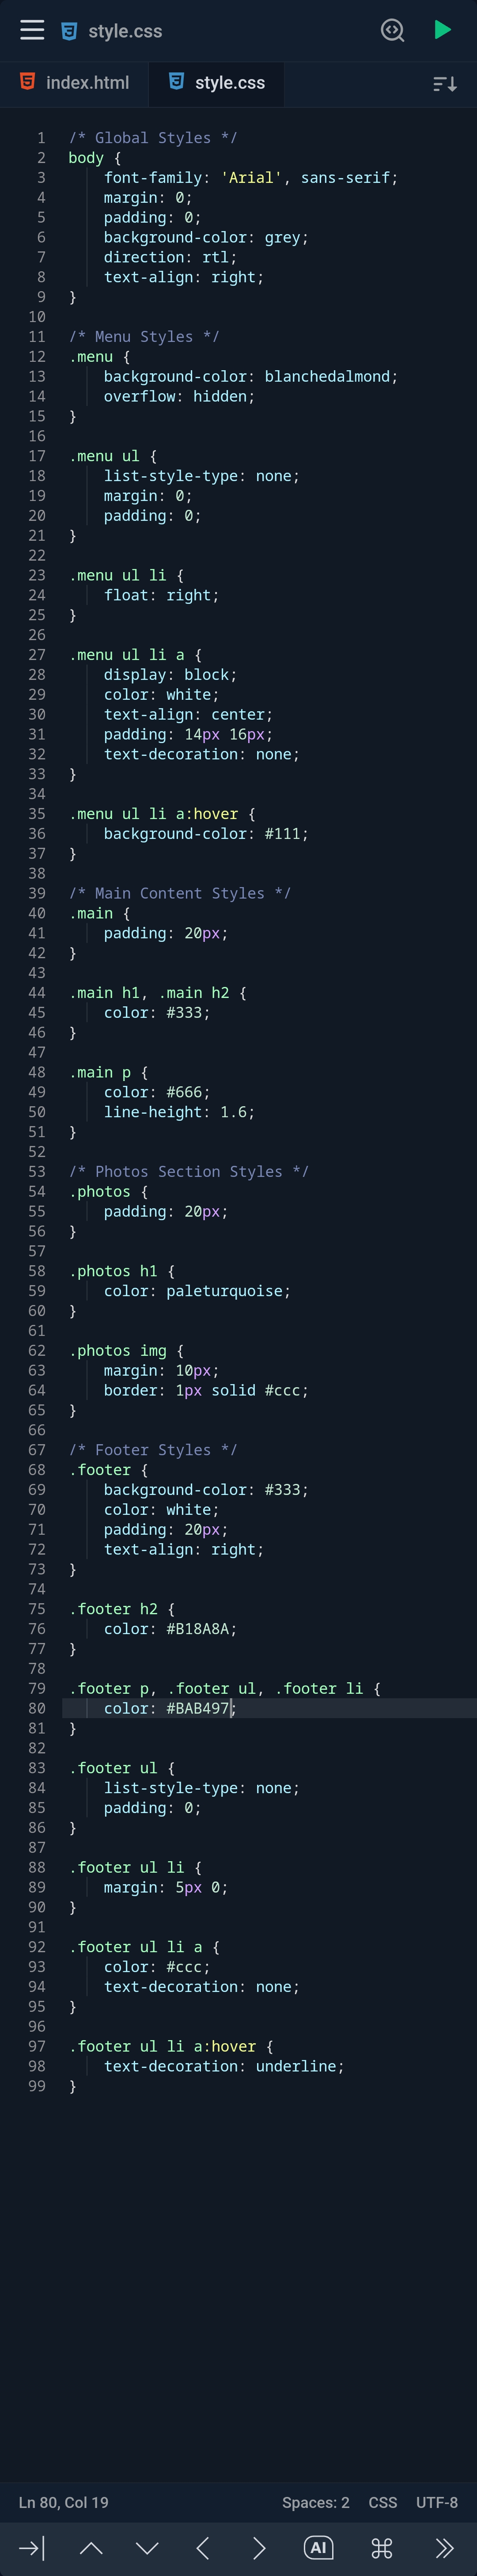 style.css
index.html
style.css
1 /* Global Styles */
2 body {
3 font-family: 'Arial', sans-serif;
4 margin: 0;
5 padding: 0;
6 background-color: grey;
7 direction: rtl;
8 text-align: right;
9 }
10
11 /* Menu Styles */
12 .menu {
13 background-color: blanchedalmond;
14 overflow: hidden;
15 }
16
17 .menu ul {
18 list-style-type: none;
19 margin: 0;
20 padding: 0;
21 }
22
23 .menu ul li {
24 float: right;
25 }
26
27 .menu ul li a {
28 display: block;
29 color: white;
30 text-align: center;
31 padding: 14px 16px;
32 text-decoration: none;
33 }
34
35 .menu ul li a:hover {
36 background-color: #111;
37 }
38
39 /* Main Content Styles */
40 .main {
41 padding: 20px;
42 }
43
44 .main h1, .main h2 {
45 color: #333;
46 }
47
48 .main p {
49 color: #666;
50 line-height: 1.6;
51 }
52
53 /* Photos Section Styles */
54 .photos {
55 padding: 20px;
56 }
57
58 .photos h1 {
59 color: paleturquoise;
60 }
61
62 .photos img {
63 margin: 10px;
64 border: 1px solid #ccc;
65 }
66
67 /* Footer Styles */
68 .footer {
69 background-color: #333;
70 color: white;
71 padding: 20px;
72 text-align: right;
73 }
74
75 .footer h2 {
76 color: #B18A8A;
77 }
78
79 .footer p, .footer ul, .footer li {
80 color: #BAB497;
81 }
82
83 .footer ul {
84 list-style-type: none;
85 padding: 0;
86 }
87
88 .footer ul li {
89 margin: 5px 0;
90 }
91
92 .footer ul li a {
93 color: #ccc;
94 text-decoration: none;
95 }
96
97 .footer ul li a:hover {
98 text-decoration: underline;
99 }
Ln 80, Col 19 Spaces: 2 CSS UTF-8
AI